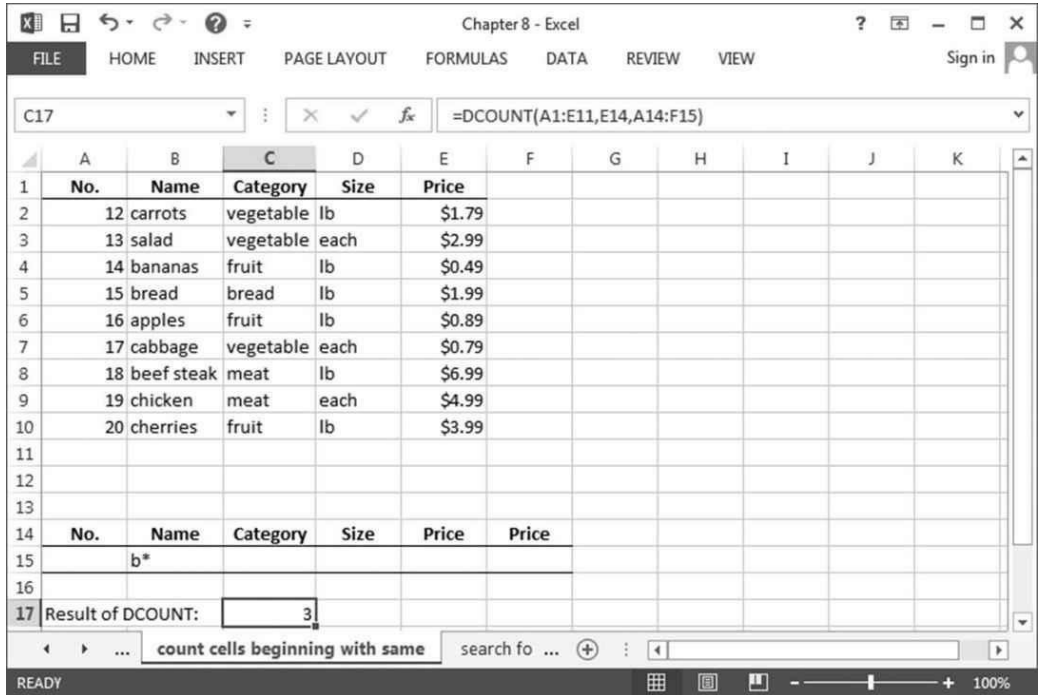 Chapter 8 - Excel
?
FILE HOME INSERT PAGE LAYOUT FORMULAS DATA REVIEW VIEW Sign in
C17 fx =DCOUNT(A1:E11,E14,A14:F15)
A B C D E F G H I J K
1 No. Name Category Size Price
2 12 carrots vegetable lb $1.79
3 13 salad vegetable each $2.99
4 14 bananas fruit lb $0.49
5 15 bread bread lb $1.99
6 16 apples fruit lb $0.89
7 17 cabbage vegetable each $0.79
8 18 beef steak meat lb $6.99
9 19 chicken meat each $4.99
10 20 cherries fruit lb $3.99
11
12
13
14 No. Name Category Size Price Price
15 b*
16
17 Result of DCOUNT: 3
... count cells beginning with same search fo ...
READY 100%